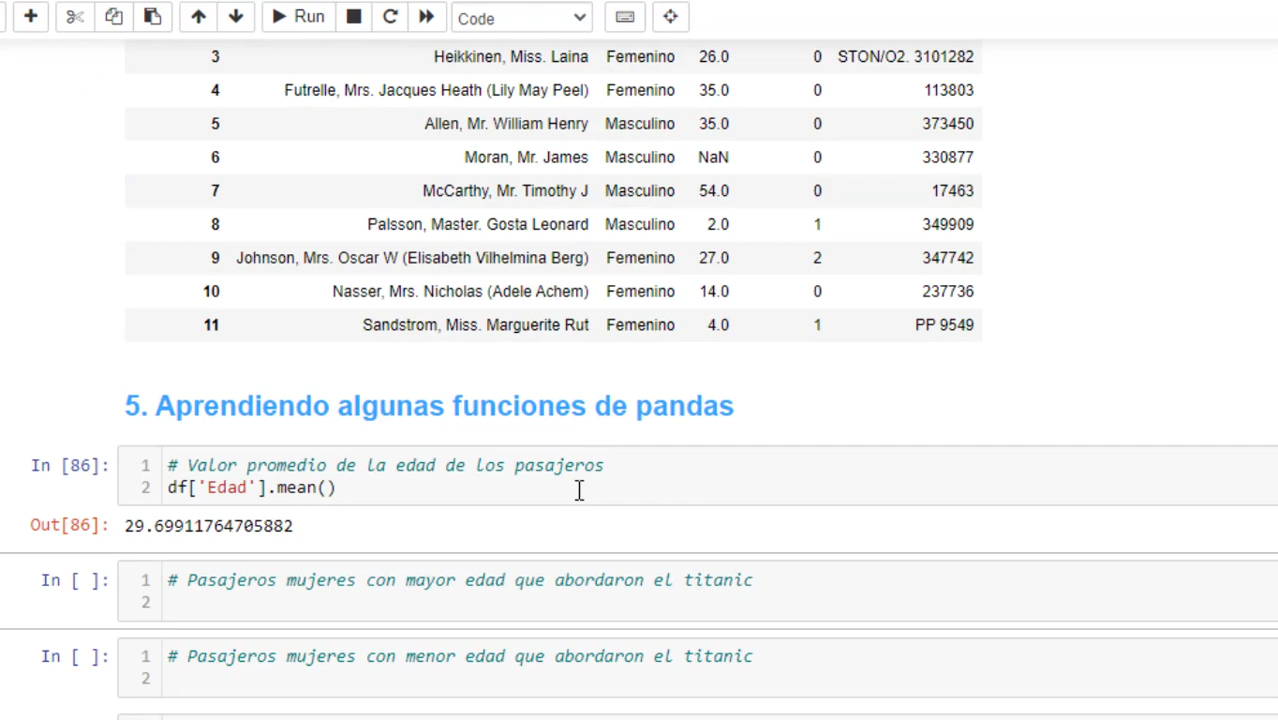 Run Code
3 Heikkinen, Miss. Laina Femenino 26.0 0 STON/O2. 3101282
4 Futrelle, Mrs. Jacques Heath (Lily May Peel) Femenino 35.0 0 113803
5 Allen, Mr. William Henry Masculino 35.0 0 373450
6 Moran, Mr. James Masculino NaN 0 330877
7 McCarthy, Mr. Timothy J Masculino 54.0 0 17463
8 Palsson, Master. Gosta Leonard Masculino 2.0 1 349909
9 Johnson, Mrs. Oscar W (Elisabeth Vilhelmina Berg) Femenino 27.0 2 347742
10 Nasser, Mrs. Nicholas (Adele Achem) Femenino 14.0 0 237736
11 Sandstrom, Miss. Marguerite Rut Femenino 4.0 1 PP 9549
5. Aprendiendo algunas funciones de pandas
In [86]: 1 # Valor promedio de la edad de los pasajeros
2 df['Edad'].mean()
Out[86]: 29.69911764705882
In [ ]: 1 # Pasajeros mujeres con mayor edad que abordaron el titanic
2
In [ ]: 1 # Pasajeros mujeres con menor edad que abordaron el titanic
2